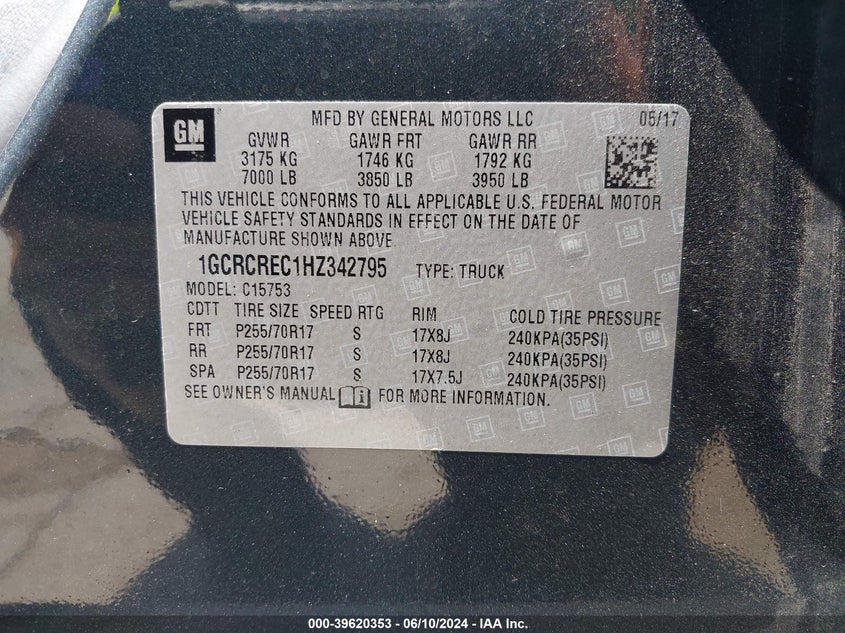 GM
MFD BY GENERAL MOTORS LLC 05/17
GVWR GAWR FRT GAWR RR
3175 KG 1746 KG 1792 KG
7000 LB 3850 LB 3950 LB
THIS VEHICLE CONFORMS TO ALL APPLICABLE U.S. FEDERAL MOTOR
VEHICLE SAFETY STANDARDS IN EFFECT ON THE DATE OF
MANUFACTURE SHOWN ABOVE.
1GCRCREC1HZ342795 TYPE: TRUCK
MODEL: C15753
CDTT TIRE SIZE SPEED RTG RIM COLD TIRE PRESSURE
FRT P255/70R17 S 17X8J 240KPA(35PSI)
RR P255/70R17 S 17X8J 240KPA(35PSI)
SPA P255/70R17 S 17X7.5J 240KPA(35PSI)
SEE OWNER'S MANUAL i FOR MORE INFORMATION.
000-39620353 - 06/10/2024 - IAA Inc.